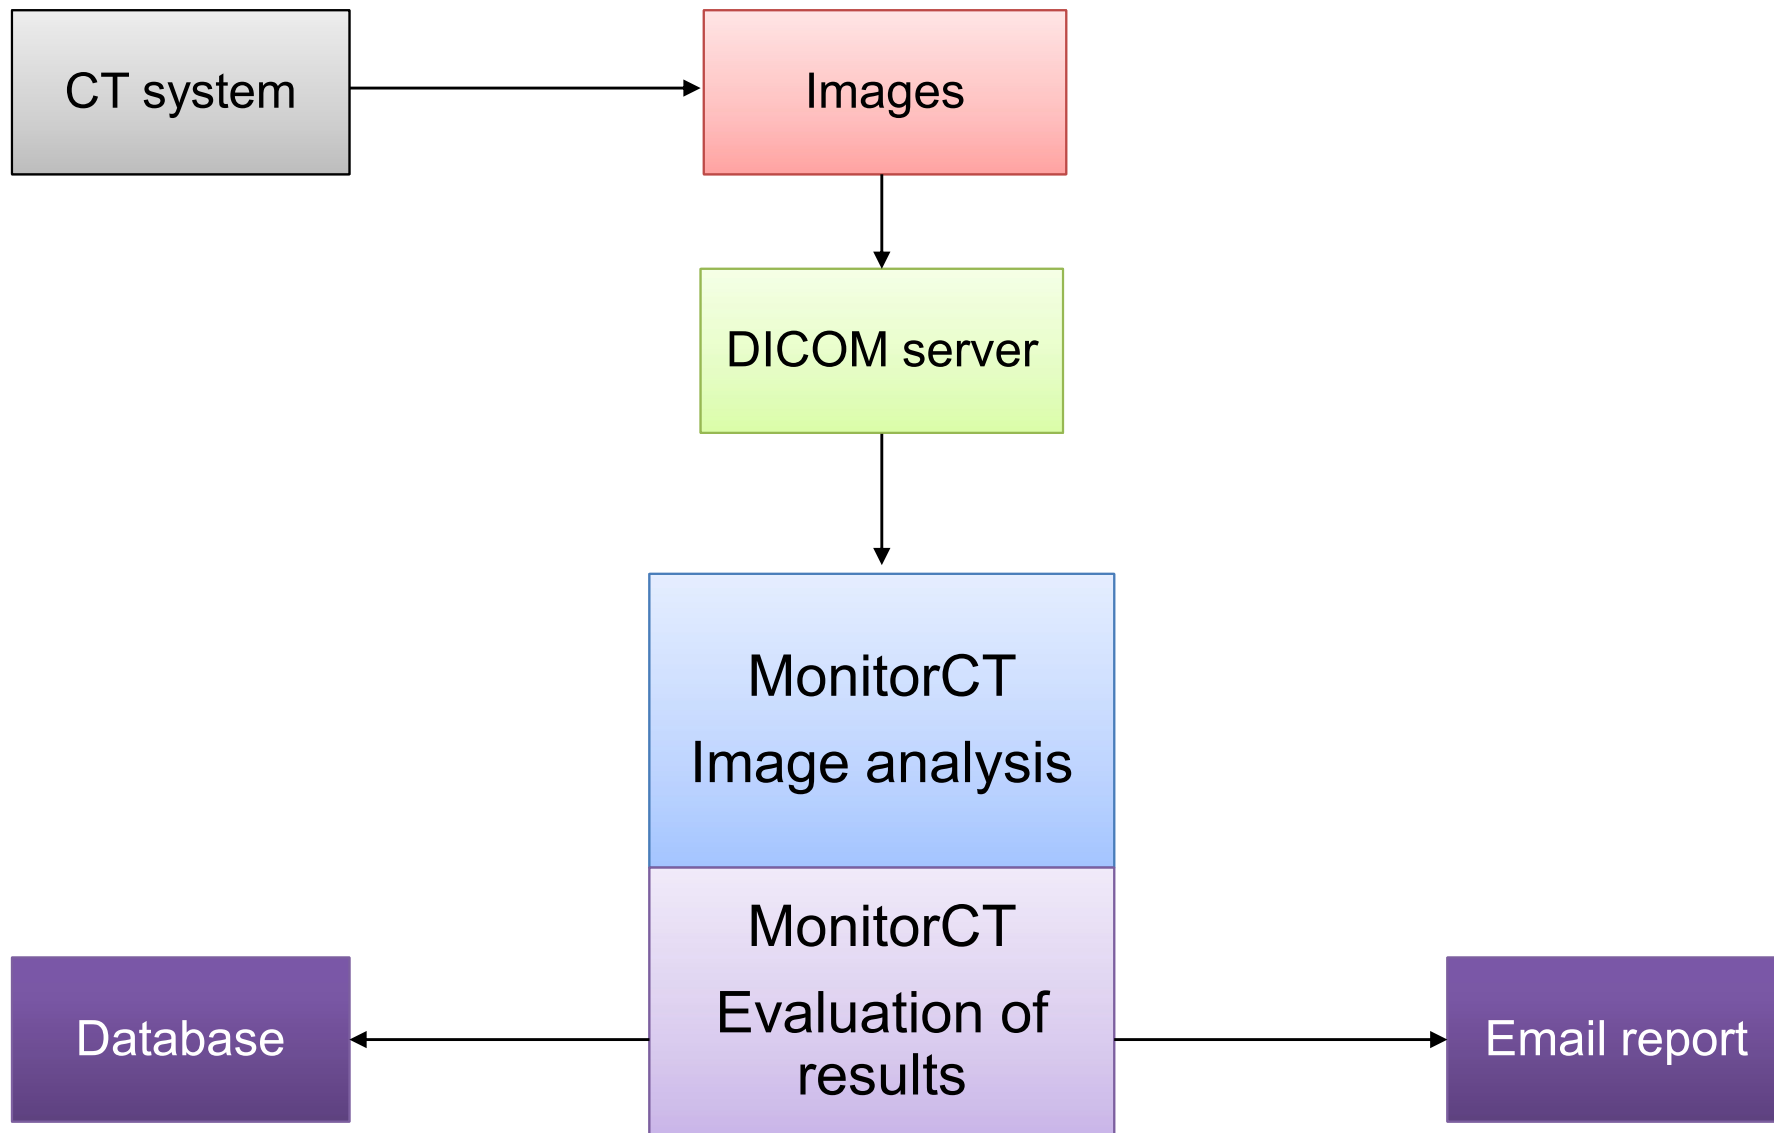 CT system
Images
DICOM server
MonitorCT
Image analysis
MonitorCT
Evaluation of
results
Database
Email report